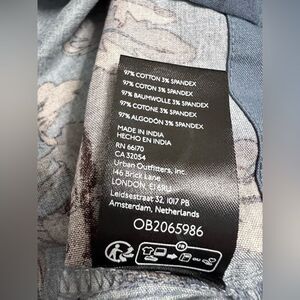 97% COTTON 3% SPANDEX
97% COTON 3% SPANDEX
97% BAUMWOLLE 3% SPANDEX
97% COTONE 3% SPANDEX
97% ALGODÓN 3% SPANDEX
MADE IN INDIA
HECHO EN INDIA
RN 66170
CA 32054
Urban Outfitters, Inc.
146 Brick Lane
LONDON, E1 6RU
Leidsestraat 32, 1017 PB
Amsterdam, Netherlands
OB2065986
FR